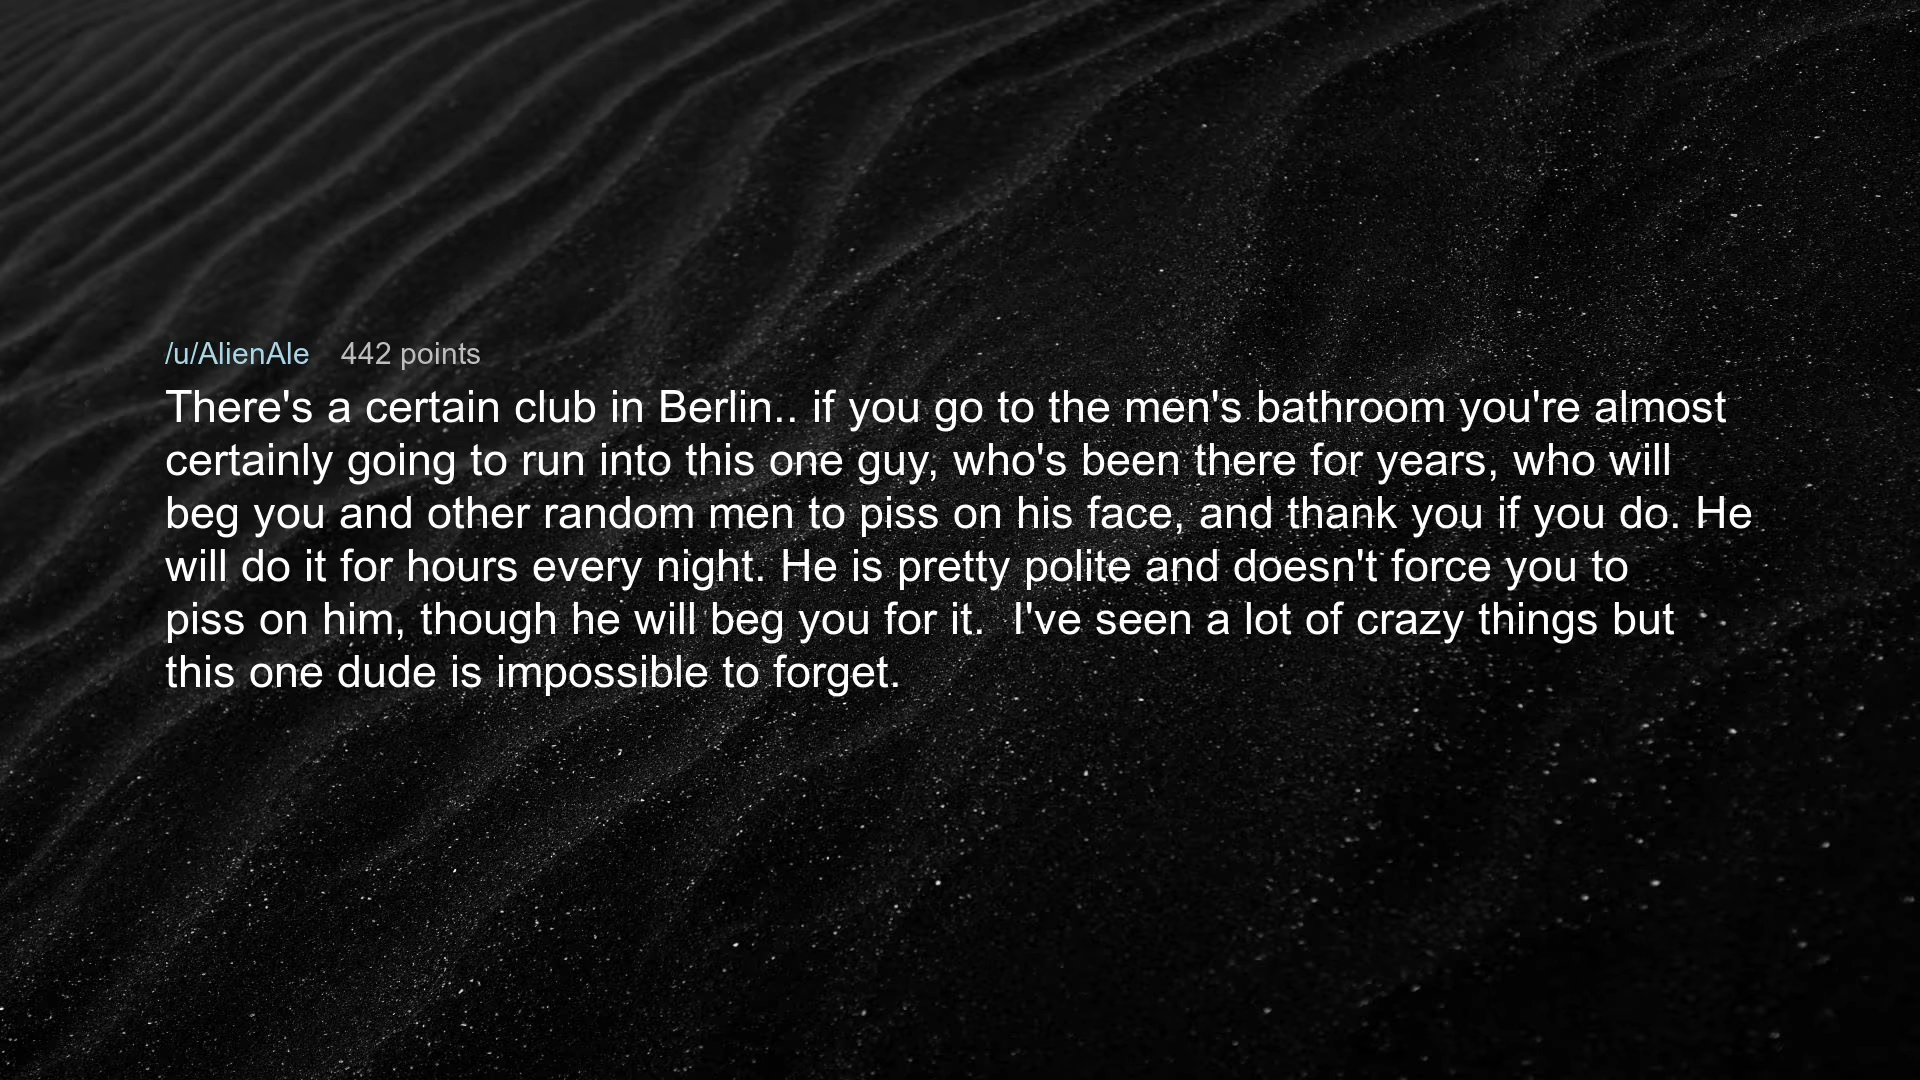 /u/AlienAle 442 points
There's a certain club in Berlin.. if you go to the men's bathroom you're almost
certainly going to run into this one guy, who's been there for years, who will
beg you and other random men to piss on his face, and thank you if you do. He
will do it for hours every night. He is pretty polite and doesn't force you to
piss on him, though he will beg you for it.  I've seen a lot of crazy things but
this one dude is impossible to forget.